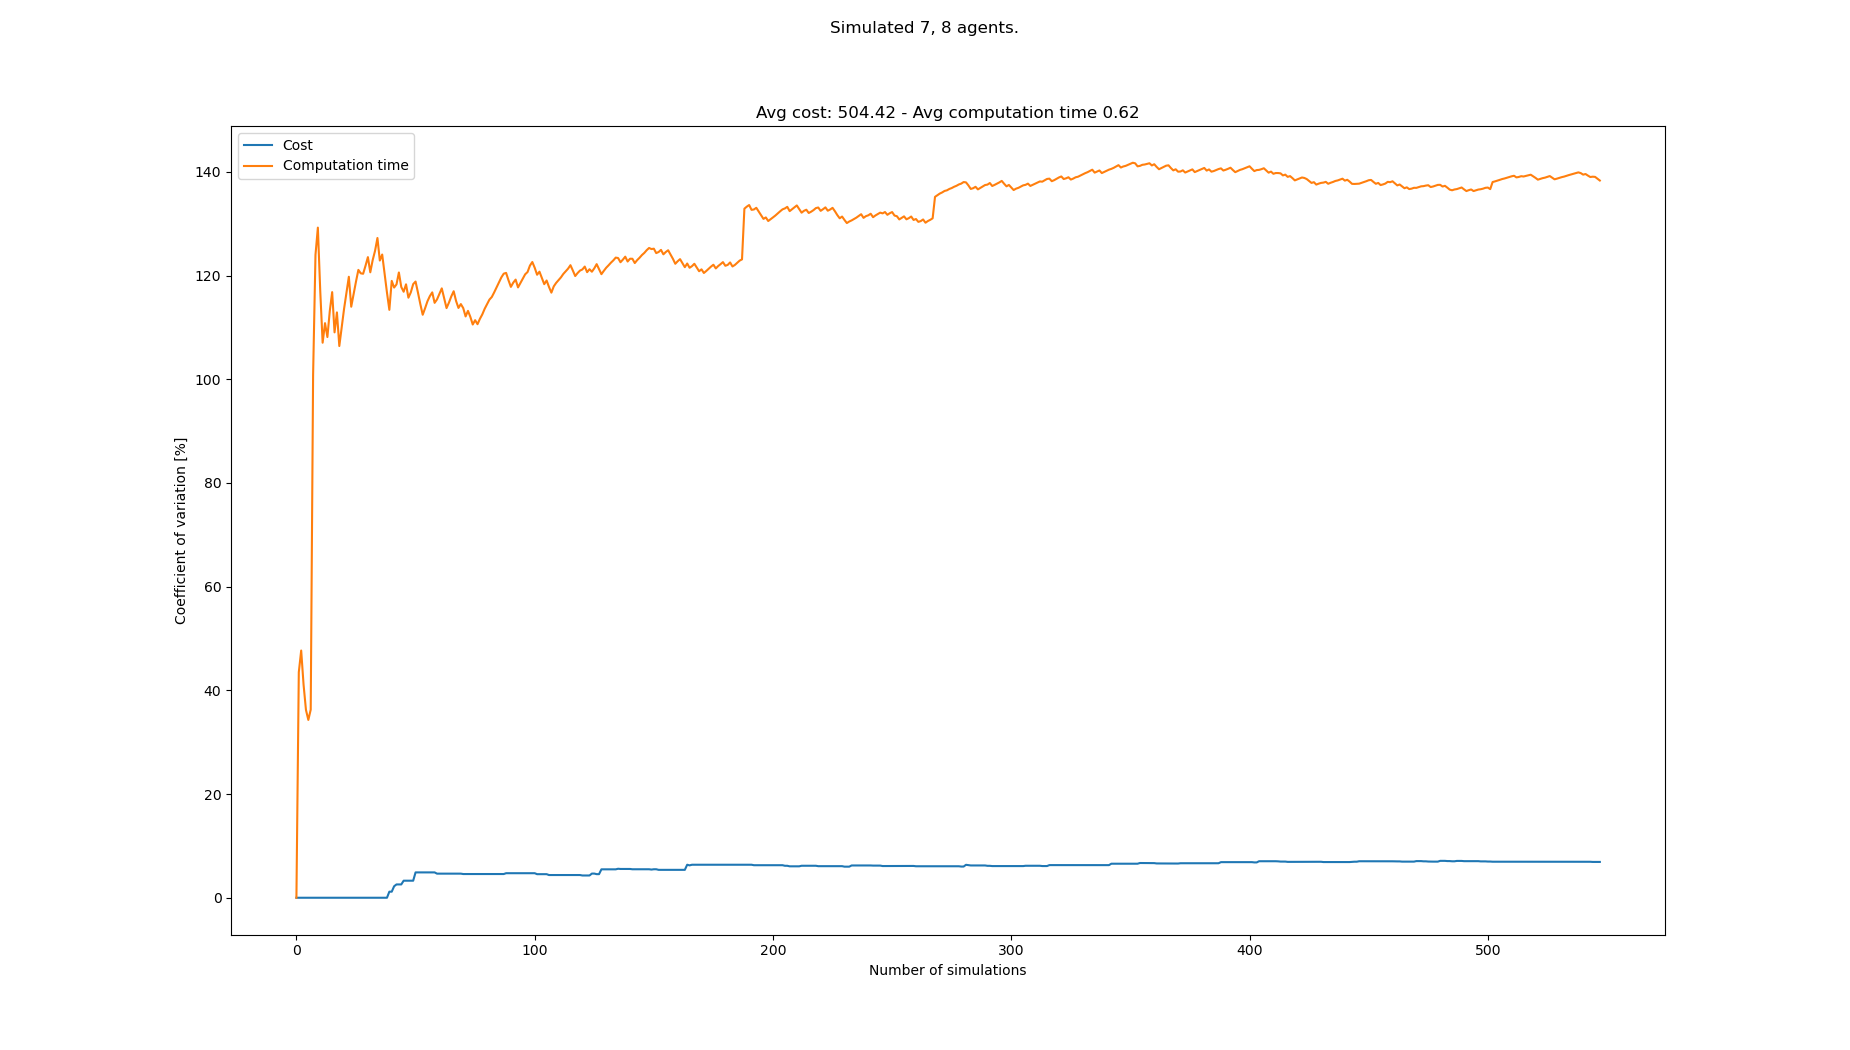 Simulated 7, 8 agents.
Avg cost: 504.42 - Avg computation time 0.62
Cost
Computation time
140
120
100
80
60
40
20
0
Coefficient of variation [%]
0 100 200 300 400 500
Number of simulations